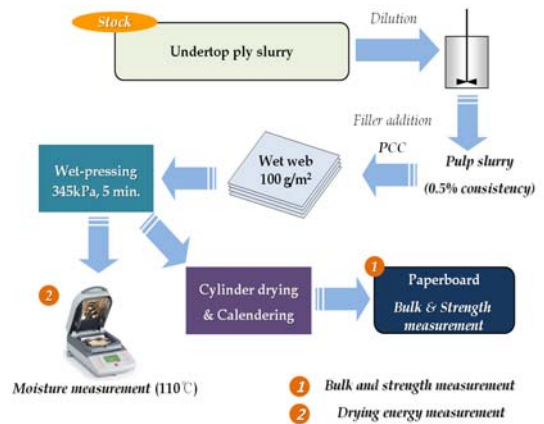 Stock
Undertop ply slurry
Dilution
Filler addition
PCC
Pulp slurry
(0.5% consistency)
Wet web
100 g/m²
Wet-pressing
345kPa, 5 min.
Cylinder drying
& Calendering
1
Paperboard
Bulk & Strength
measurement
2
Moisture measurement (110℃)
1 Bulk and strength measurement
2 Drying energy measurement